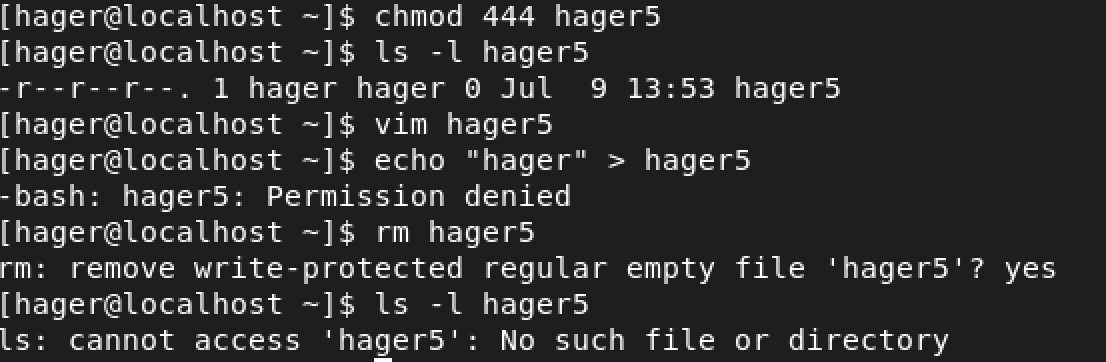 [hager@localhost ~]$ chmod 444 hager5
[hager@localhost ~]$ ls -l hager5
-r--r--r--. 1 hager hager 0 Jul  9 13:53 hager5
[hager@localhost ~]$ vim hager5
[hager@localhost ~]$ echo "hager" > hager5
-bash: hager5: Permission denied
[hager@localhost ~]$ rm hager5
rm: remove write-protected regular empty file 'hager5'? yes
[hager@localhost ~]$ ls -l hager5
ls: cannot access 'hager5': No such file or directory